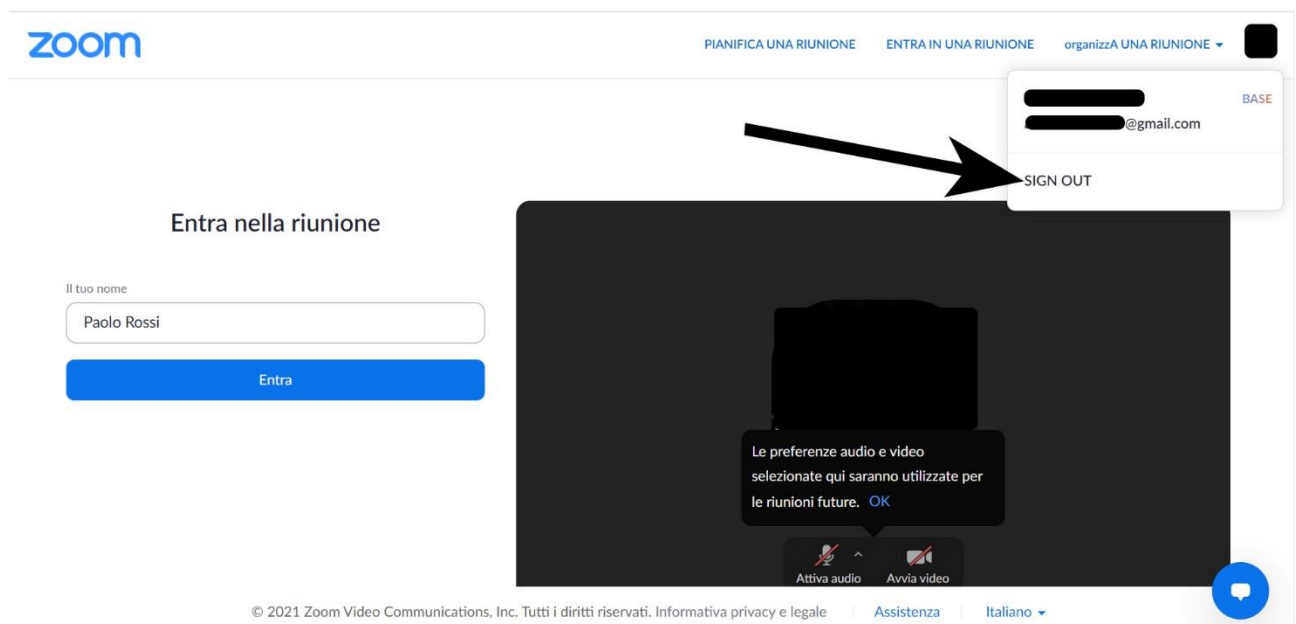 zoom
PIANIFICA UNA RIUNIONE ENTRA IN UNA RIUNIONE organizzA UNA RIUNIONE
BASE
@gmail.com
SIGN OUT
Entra nella riunione
Il tuo nome
Paolo Rossi
Entra
Le preferenze audio e video
selezionate qui saranno utilizzate per
le riunioni future. OK
Attiva audio Avvia video
© 2021 Zoom Video Communications, Inc. Tutti i diritti riservati. Informativa privacy e legale Assistenza Italiano